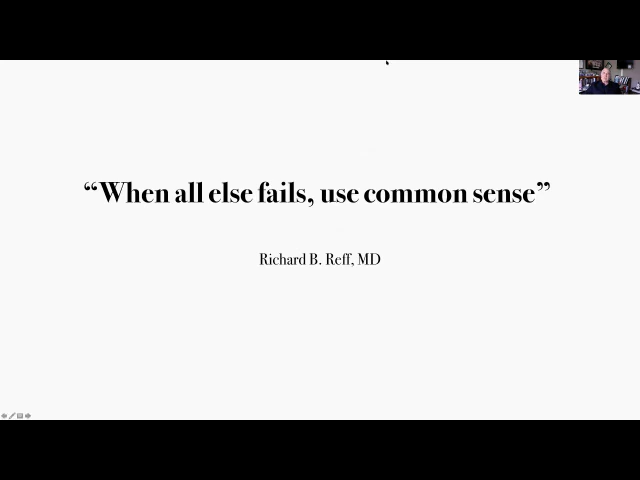 “When all else fails, use common sense”
Richard B. Reff, MD